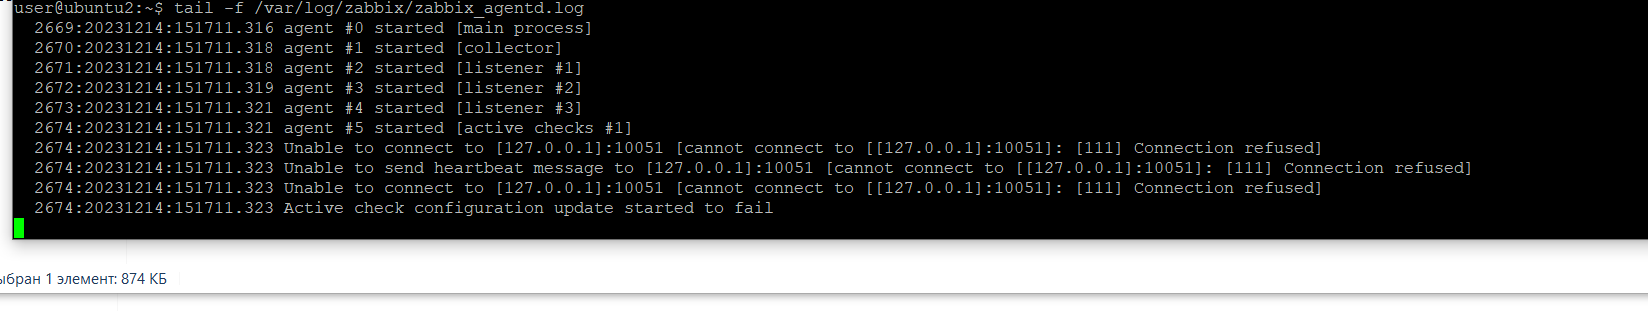 user@ubuntu2:~$ tail -f /var/log/zabbix/zabbix_agentd.log
2669:20231214:151711.316 agent #0 started [main process]
2670:20231214:151711.318 agent #1 started [collector]
2671:20231214:151711.318 agent #2 started [listener #1]
2672:20231214:151711.319 agent #3 started [listener #2]
2673:20231214:151711.321 agent #4 started [listener #3]
2674:20231214:151711.321 agent #5 started [active checks #1]
2674:20231214:151711.323 Unable to connect to [127.0.0.1]:10051 [cannot connect to [[127.0.0.1]:10051]: [111] Connection refused]
2674:20231214:151711.323 Unable to send heartbeat message to [127.0.0.1]:10051 [cannot connect to [[127.0.0.1]:10051]: [111] Connection refused]
2674:20231214:151711.323 Unable to connect to [127.0.0.1]:10051 [cannot connect to [[127.0.0.1]:10051]: [111] Connection refused]
2674:20231214:151711.323 Active check configuration update started to fail
ыбран 1 элемент: 874 КБ